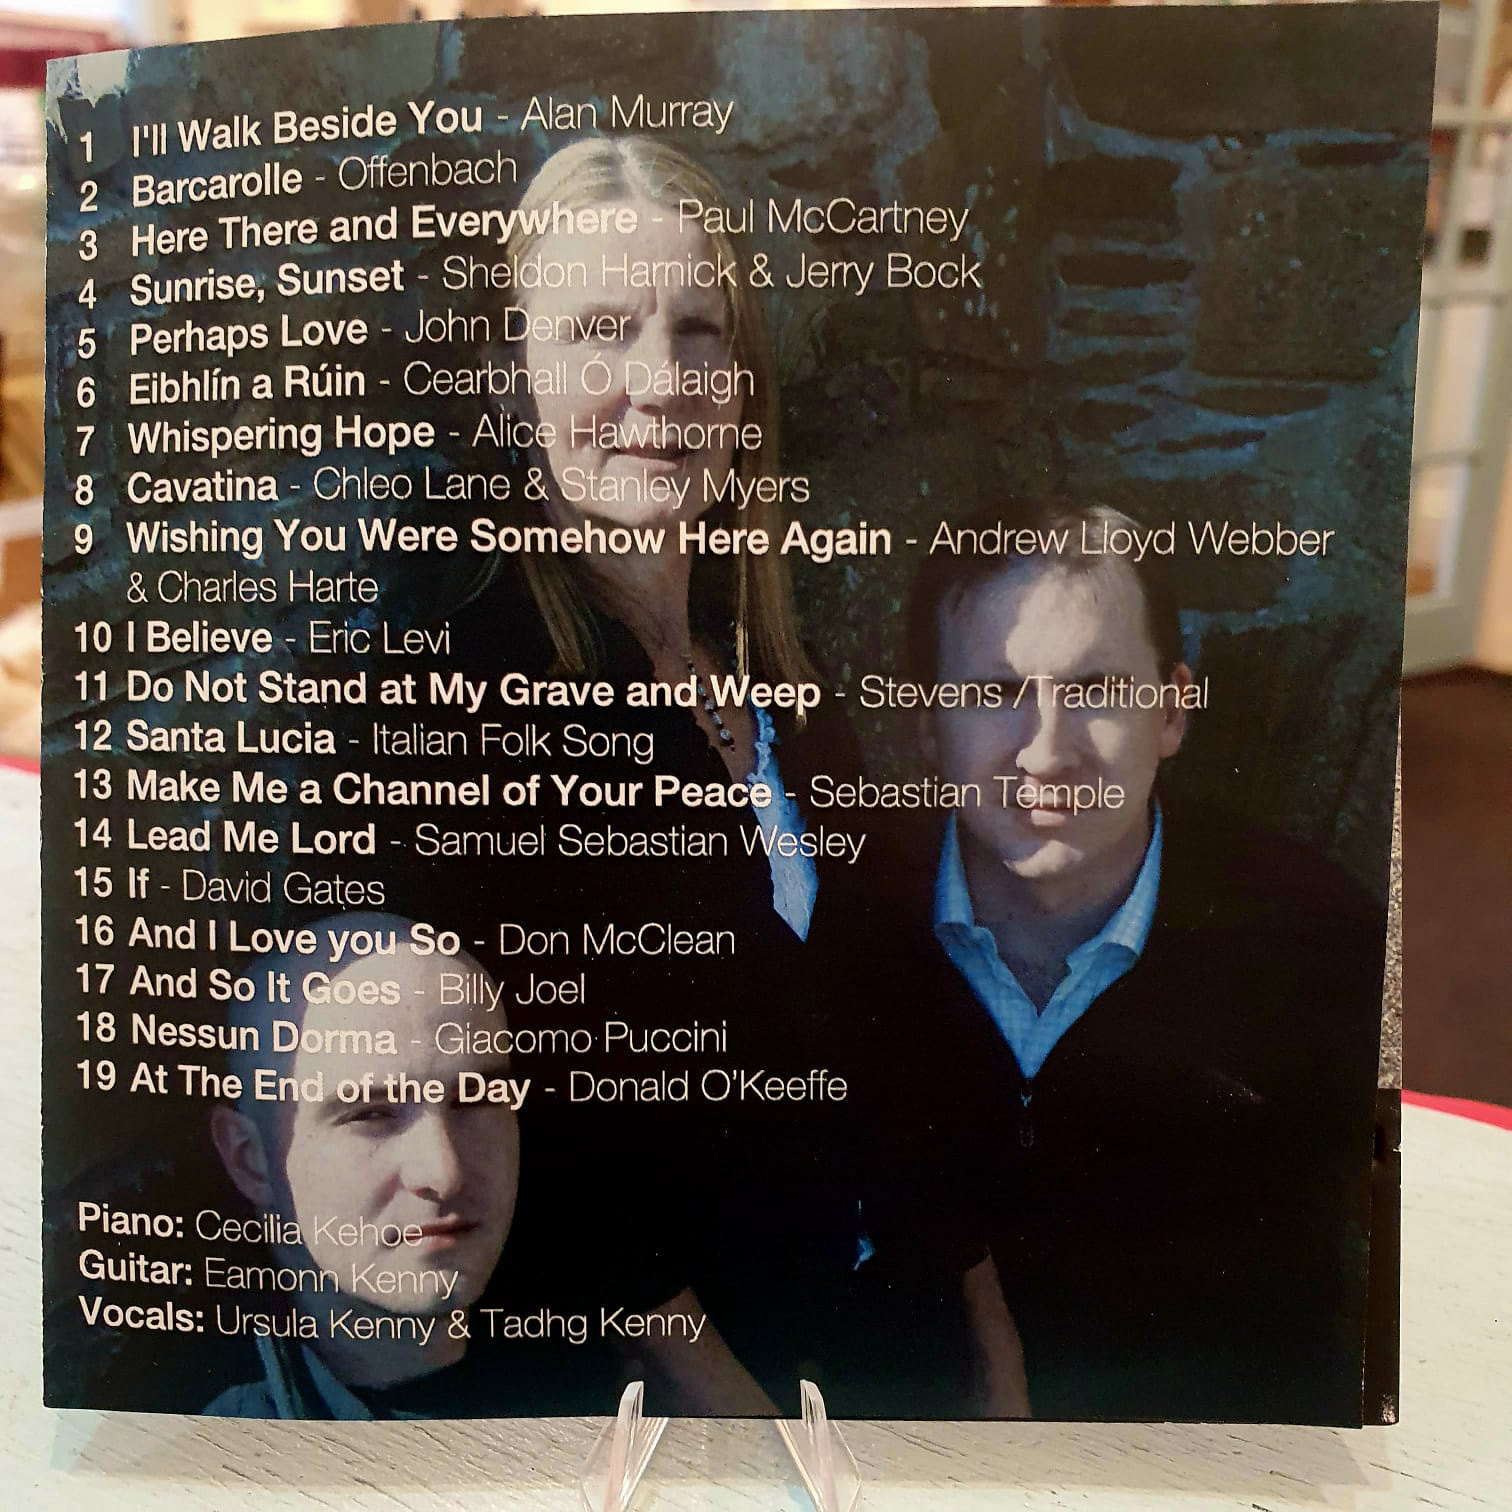 1 I'll Walk Beside You - Alan Murray
2 Barcarolle - Offenbach
3 Here There and Everywhere - Paul McCartney
4 Sunrise, Sunset - Sheldon Harnick & Jerry Bock
5 Perhaps Love - John Denver
6 Eibhlín a Rúin - Cearbhall Ó Dálaigh
7 Whispering Hope - Alice Hawthorne
8 Cavatina - Chleo Lane & Stanley Myers
9 Wishing You Were Somehow Here Again - Andrew Lloyd Webber
& Charles Harte
10 I Believe - Eric Levi
11 Do Not Stand at My Grave and Weep - Stevens /Traditional
12 Santa Lucia - Italian Folk Song
13 Make Me a Channel of Your Peace - Sebastian Temple
14 Lead Me Lord - Samuel Sebastian Wesley
15 If - David Gates
16 And I Love you So - Don McClean
17 And So It Goes - Billy Joel
18 Nessun Dorma - Giacomo Puccini
19 At The End of the Day - Donald O'Keeffe
Piano: Cecilia Kehoe
Guitar: Eamonn Kenny
Vocals: Ursula Kenny & Tadhg Kenny